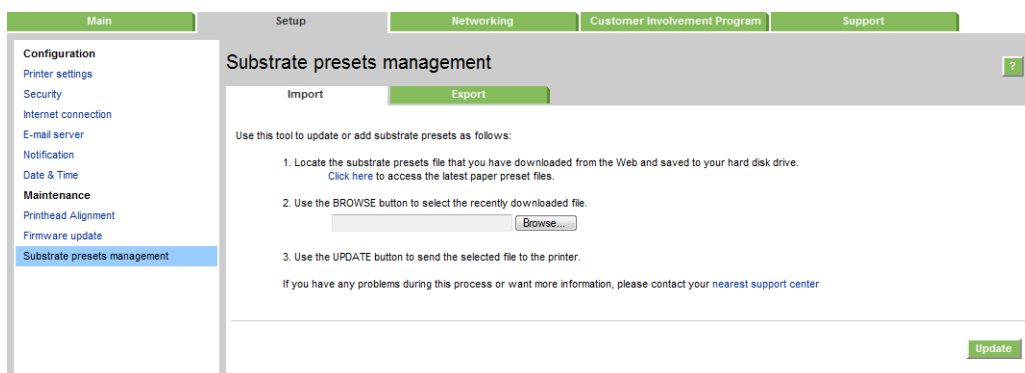 Main Setup Networking Customer Involvement Program Support
Configuration
Printer settings
Security
Internet connection
E-mail server
Notification
Date & Time
Maintenance
Printhead Alignment
Firmware update
Substrate presets management
Substrate presets management
?
Import Export
Use this tool to update or add substrate presets as follows:
1. Locate the substrate presets file that you have downloaded from the Web and saved to your hard disk drive.
Click here to access the latest paper preset files.
2. Use the BROWSE button to select the recently downloaded file.
Browse...
3. Use the UPDATE button to send the selected file to the printer.
If you have any problems during this process or want more information, please contact your nearest support center
Update